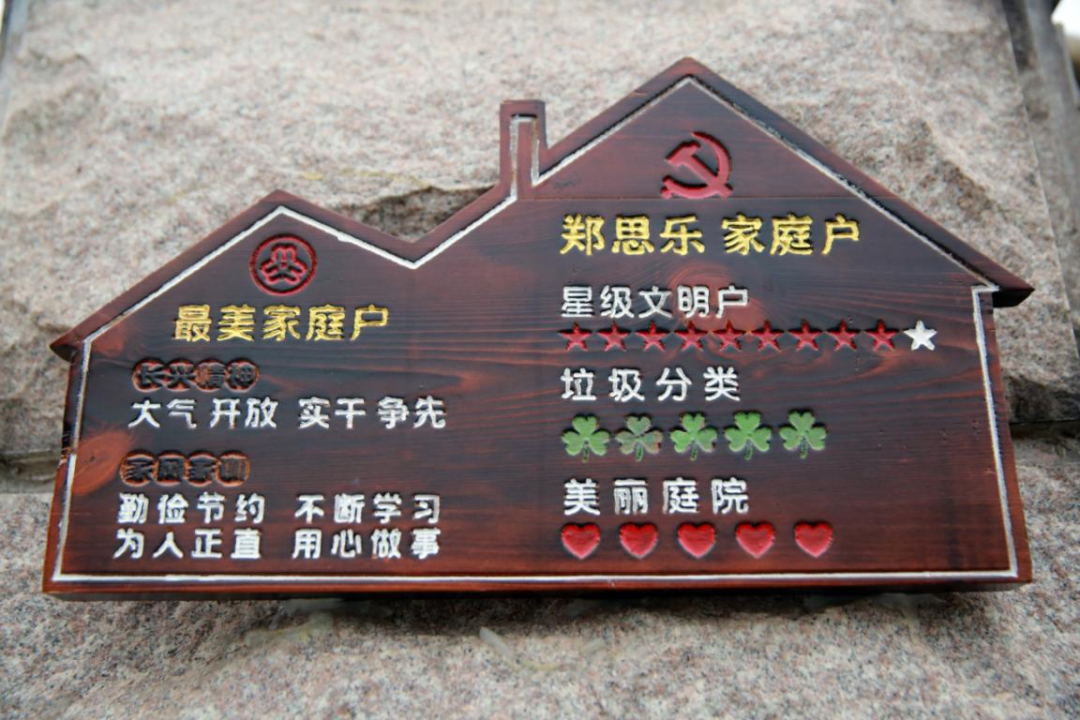 最美家庭户
长兴精神
大气开放 实干争先
家风家训
勤俭节约 不断学习
为人正直 用心做事
郑思乐 家庭户
星级文明户
垃圾分类
美丽庭院